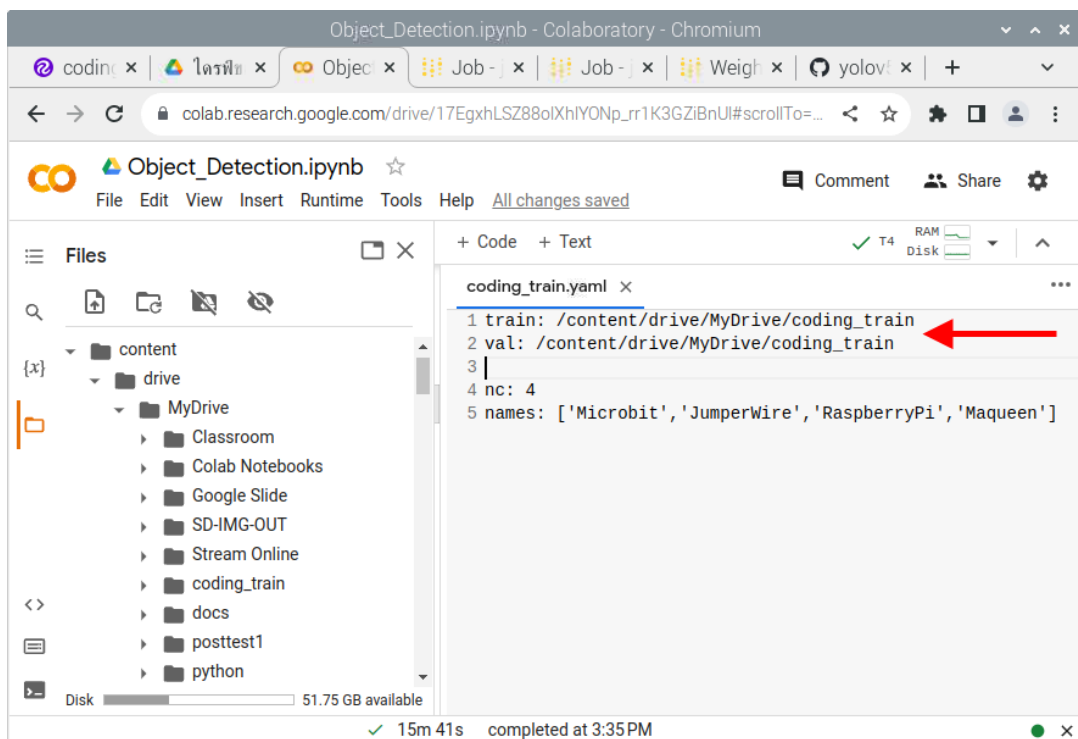 Object_Detection.ipynb - Colaboratory - Chromium
coding
ไดรฟ์ข
Objec
Job - j
Job - j
Weigh
yolov5
colab.research.google.com/drive/17EgxhLSZ88olXhIYONp_rr1K3GZiBnUl#scrollTo=...
CO
Object_Detection.ipynb
Comment
Share
File Edit View Insert Runtime Tools Help All changes saved
Files
+ Code + Text
T4
RAM
Disk
coding_train.yaml
{x}
content
drive
MyDrive
Classroom
Colab Notebooks
Google Slide
SD-IMG-OUT
Stream Online
coding_train
docs
posttest1
python
Disk
51.75 GB available
1 train: /content/drive/MyDrive/coding_train
2 val: /content/drive/MyDrive/coding_train
3
4 nc: 4
5 names: ['Microbit','JumperWire','RaspberryPi','Maqueen']
15m 41s completed at 3:35 PM